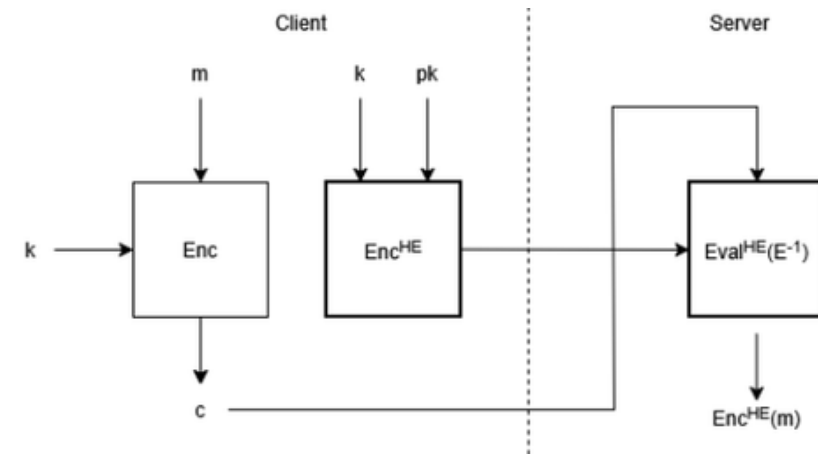 Client
Server
m
k
pk
k
Enc
Enc^HE
Eval^HE(E^-1)
c
Enc^HE(m)